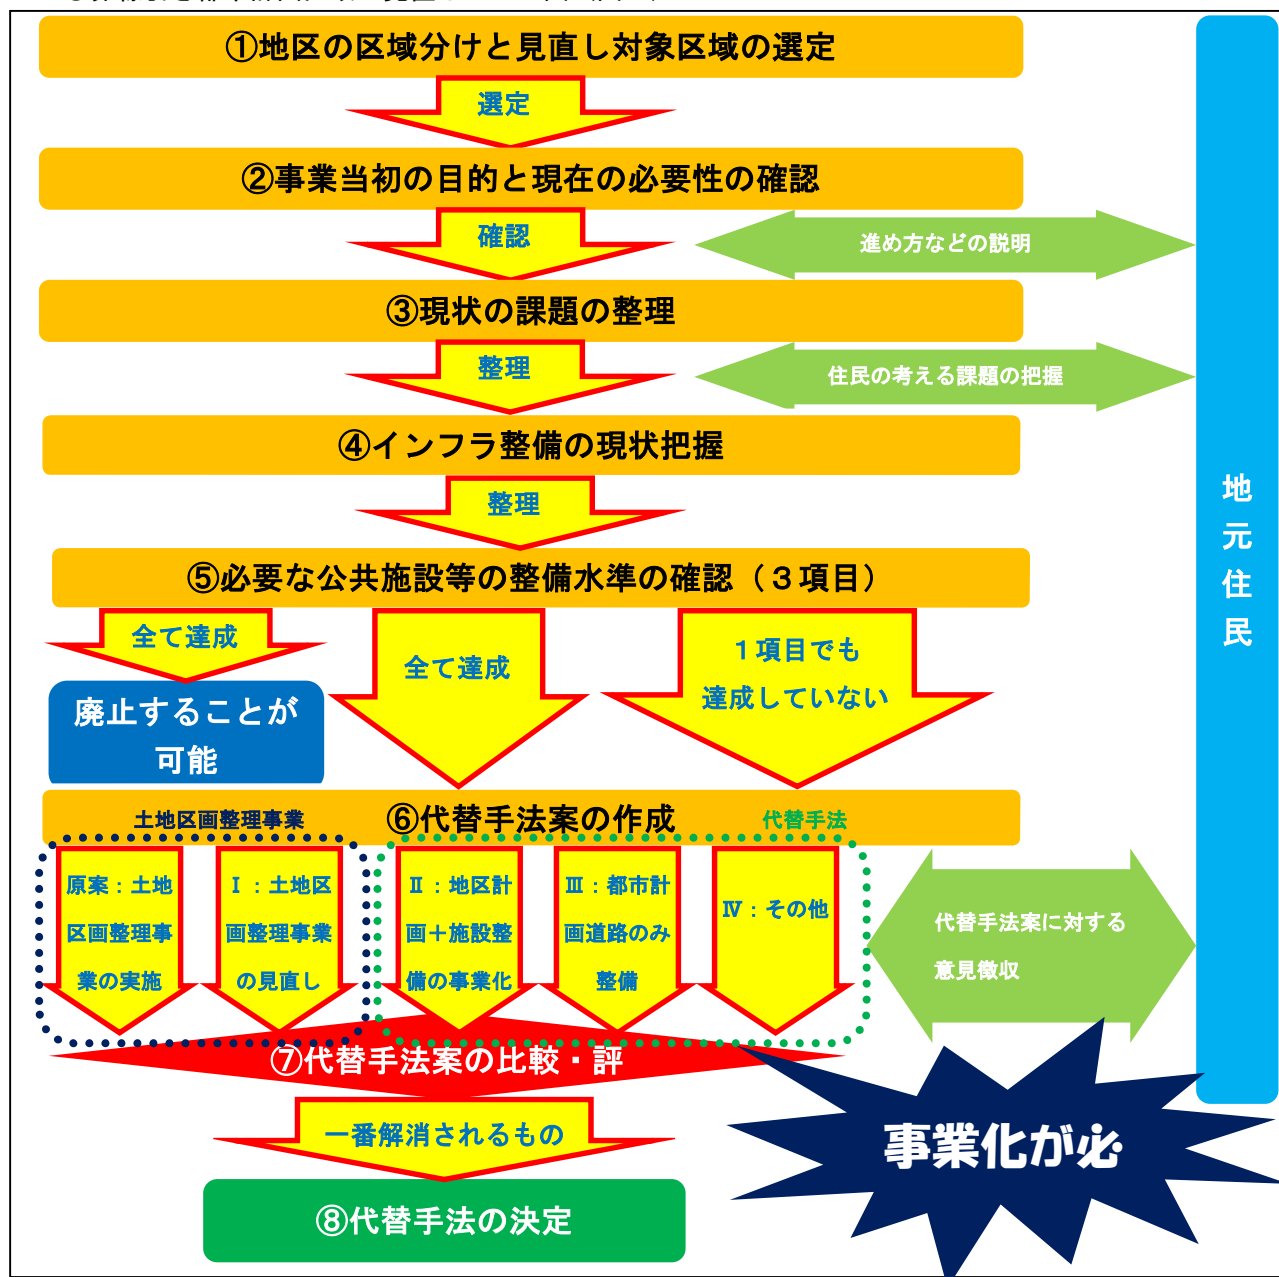 ①地区の区域分けと見直し対象区域の選定
選定
②事業当初の目的と現在の必要性の確認
確認
進め方などの説明
③現状の課題の整理
整理
住民の考える課題の把握
④インフラ整備の現状把握
整理
⑤必要な公共施設等の整備水準の確認（３項目）
全て達成
全て達成
１項目でも
達成していない
廃止することが
可能
地
元
住
民
⑥代替手法案の作成
土地区画整理事業
代替手法
原案：土地
区画整理事
業の実施
Ⅰ：土地区
画整理事業
の見直し
Ⅱ：地区計
画＋施設整
備の事業化
Ⅲ：都市計
画道路のみ
整備
Ⅳ：その他
代替手法案に対する
意見徴収
⑦代替手法案の比較・評
一番解消されるもの
事業化が必
⑧代替手法の決定